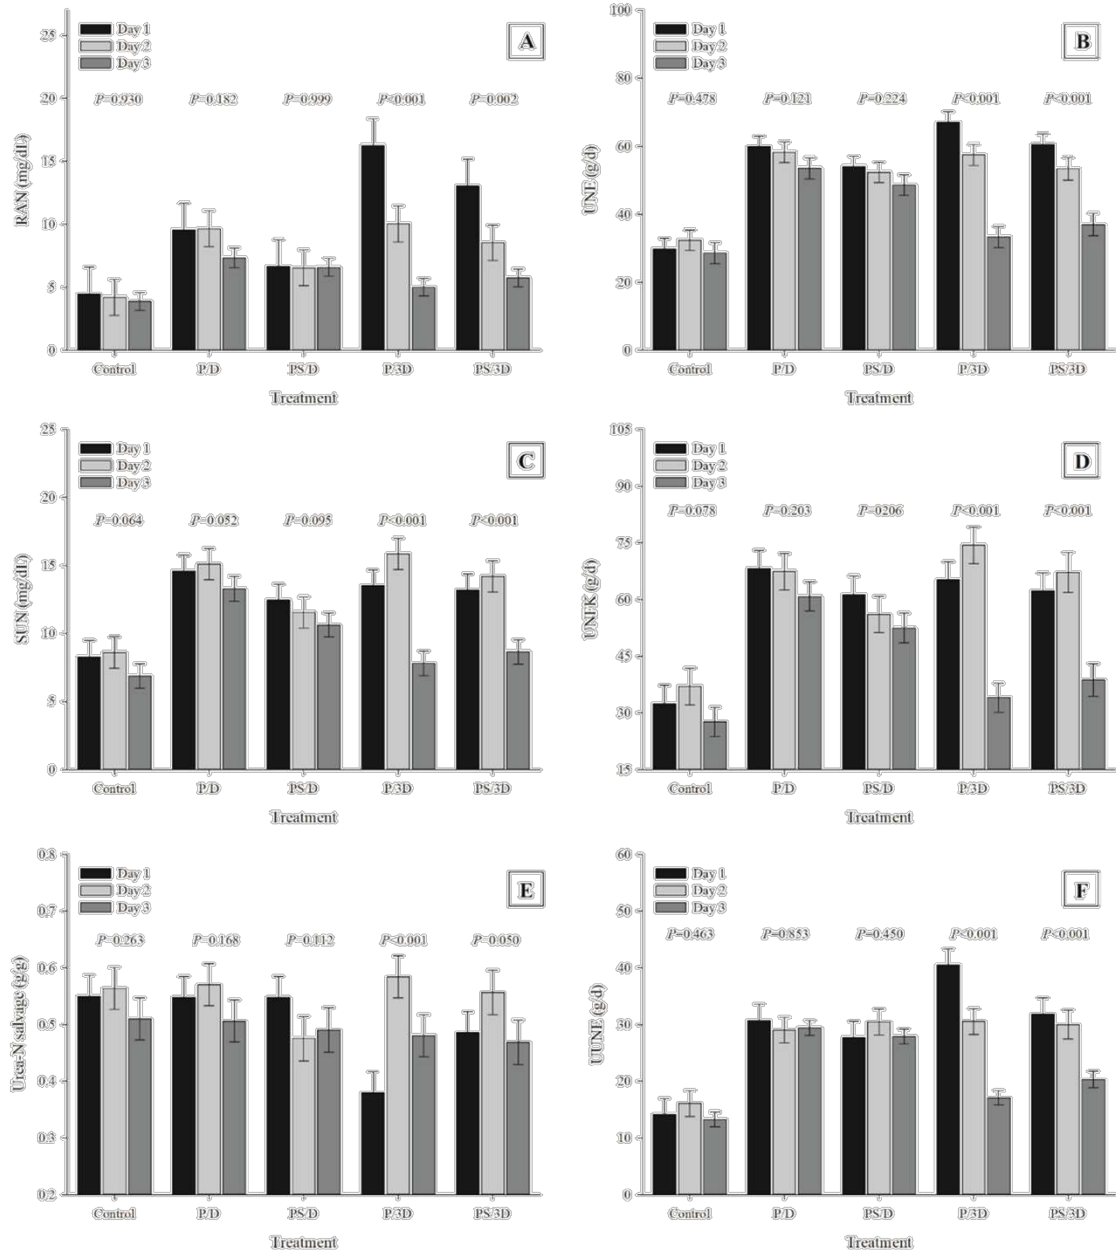 Day 1
Day 2
Day 3
A
25
20
15
10
5
0
RAN (mg/dL)
P=0.930 P=0.182 P=0.999 P<0.001 P=0.002
Control P/D PS/D P/3D PS/3D
Treatment
Day 1
Day 2
Day 3
B
100
80
60
40
20
0
UNE (g/d)
P=0.478 P=0.121 P=0.224 P<0.001 P<0.001
Control P/D PS/D P/3D PS/3D
Treatment
Day 1
Day 2
Day 3
C
25
20
15
10
5
0
SUN (mg/dL)
P=0.064 P=0.052 P=0.095 P<0.001 P<0.001
Control P/D PS/D P/3D PS/3D
Treatment
Day 1
Day 2
Day 3
D
105
90
75
60
45
30
15
UNFK (g/d)
P=0.078 P=0.203 P=0206 P<0.001 P<0.001
Control P/D PS/D P/3D PS/3D
Treatment
Day 1
Day 2
Day 3
E
0.8
0.7
0.6
0.5
0.4
0.3
0.2
Urea-N salvage (g/g)
P=0.263 P=0.168 P=0.112 P<0.001 P=0.050
Control P/D PS/D P/3D PS/3D
Treatment
Day 1
Day 2
Day 3
F
60
50
40
30
20
10
0
UUNE (g/d)
P=0.463 P=0.853 P=0.450 P<0.001 P<0.001
Control P/D PS/D P/3D PS/3D
Treatment